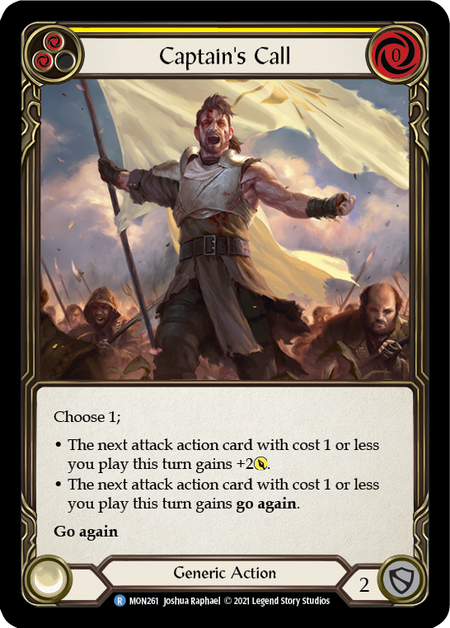 Captain's Call
0
Choose 1;
• The next attack action card with cost 1 or less
you play this turn gains +2.
• The next attack action card with cost 1 or less
you play this turn gains go again.
Go again
Generic Action
2
R MON261 Joshua Raphael © 2021 Legend Story Studios